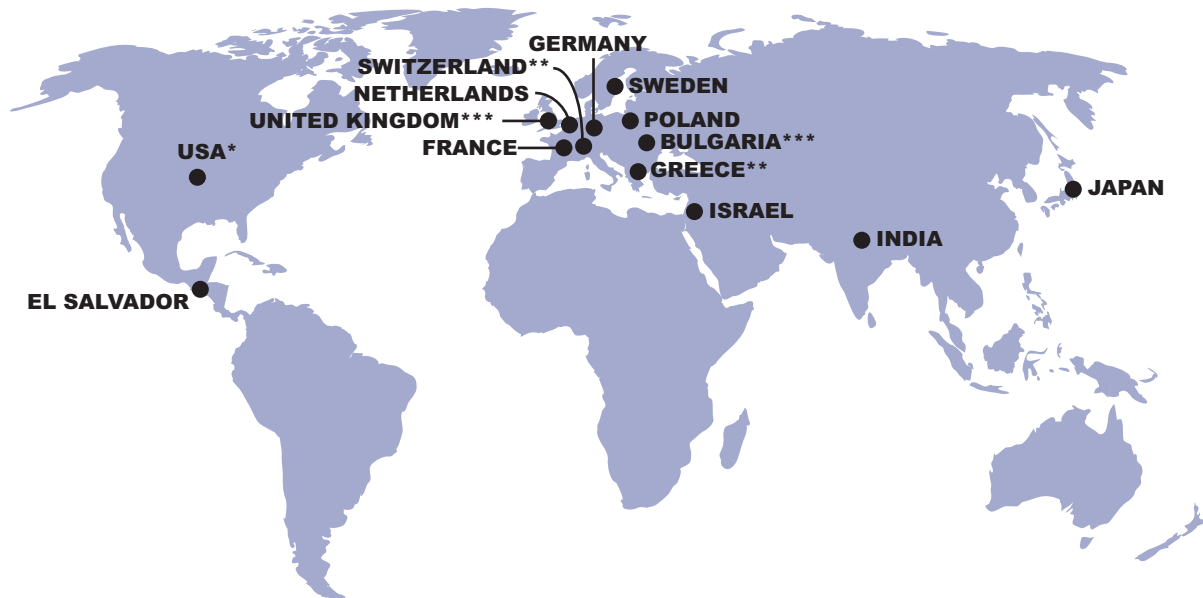 GERMANY
SWITZERLAND**
SWEDEN
NETHERLANDS
UNITED KINGDOM***
POLAND
BULGARIA***
FRANCE
USA*
GREECE**
JAPAN
ISRAEL
INDIA
EL SALVADOR